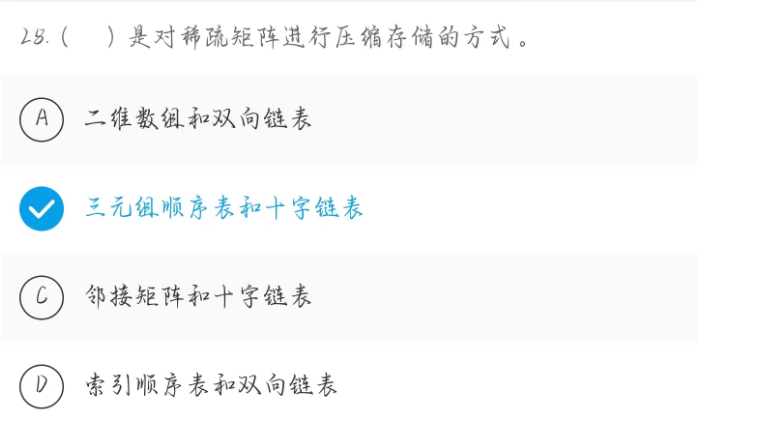 28.(    )是对稀疏矩阵进行压缩存储的方式。
A 二维数组和双向链表
三元组顺序表和十字链表
C 邻接矩阵和十字链表
D 索引顺序表和双向链表